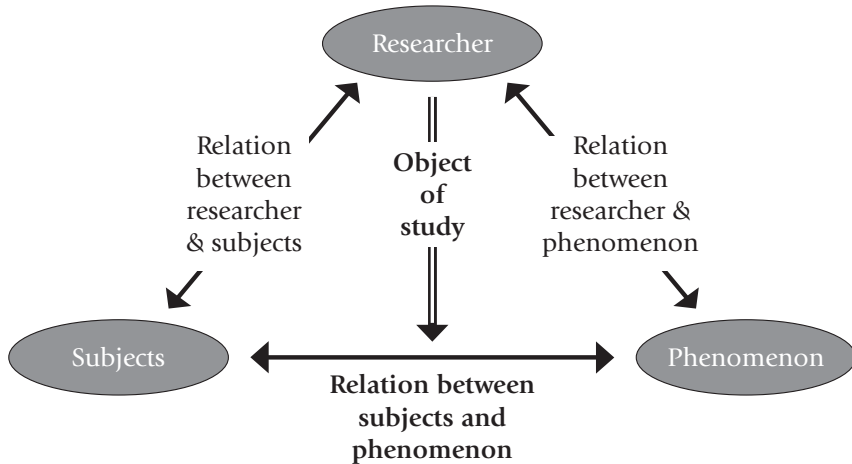 Researcher
Relation
between
researcher
& subjects
Object
of
study
Relation
between
researcher &
phenomenon
Subjects
Phenomenon
Relation between
subjects and
phenomenon